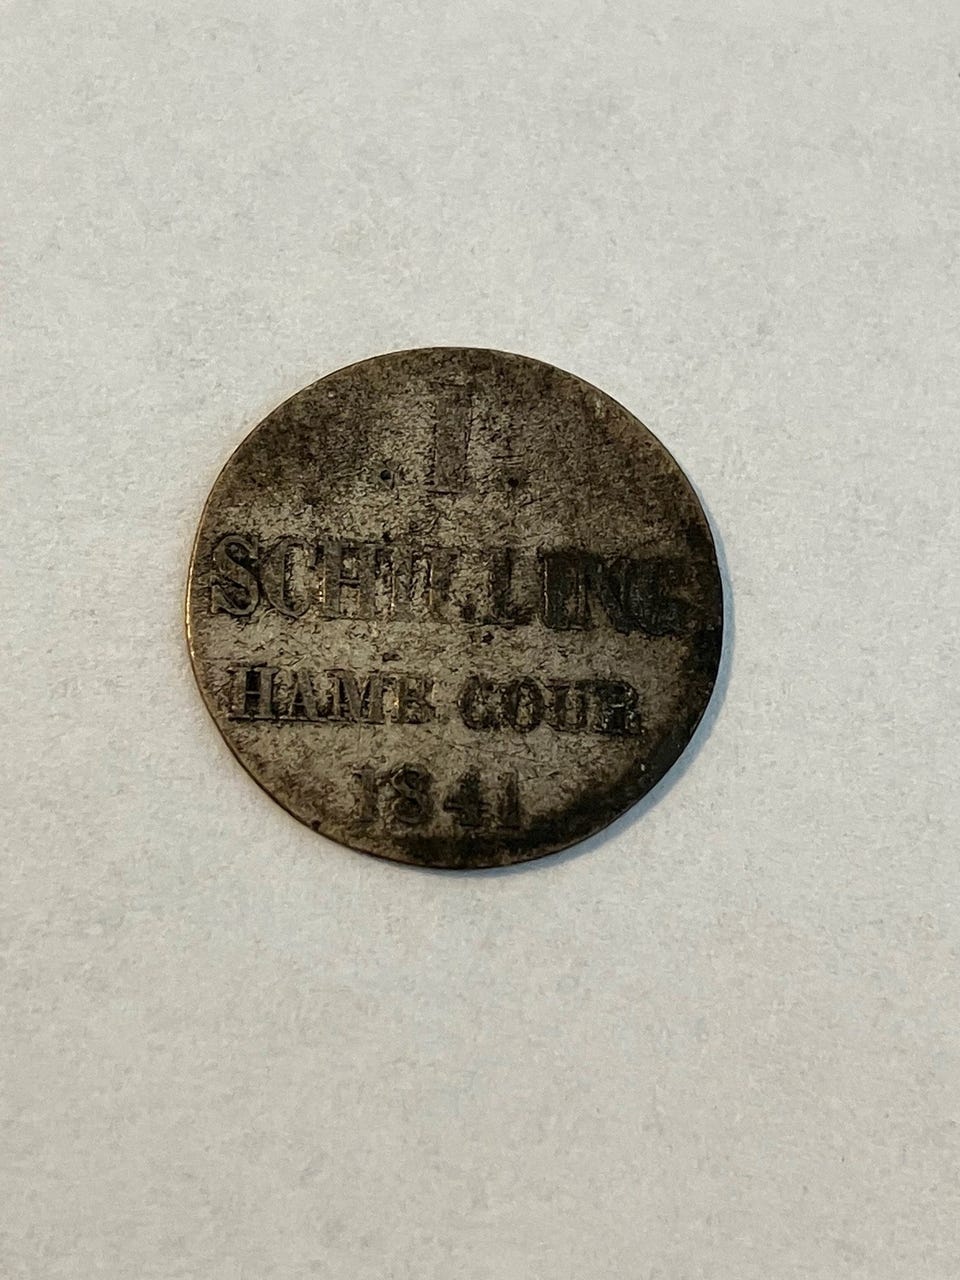 . I .
SCHILLING
HAMB. COUR.
1841